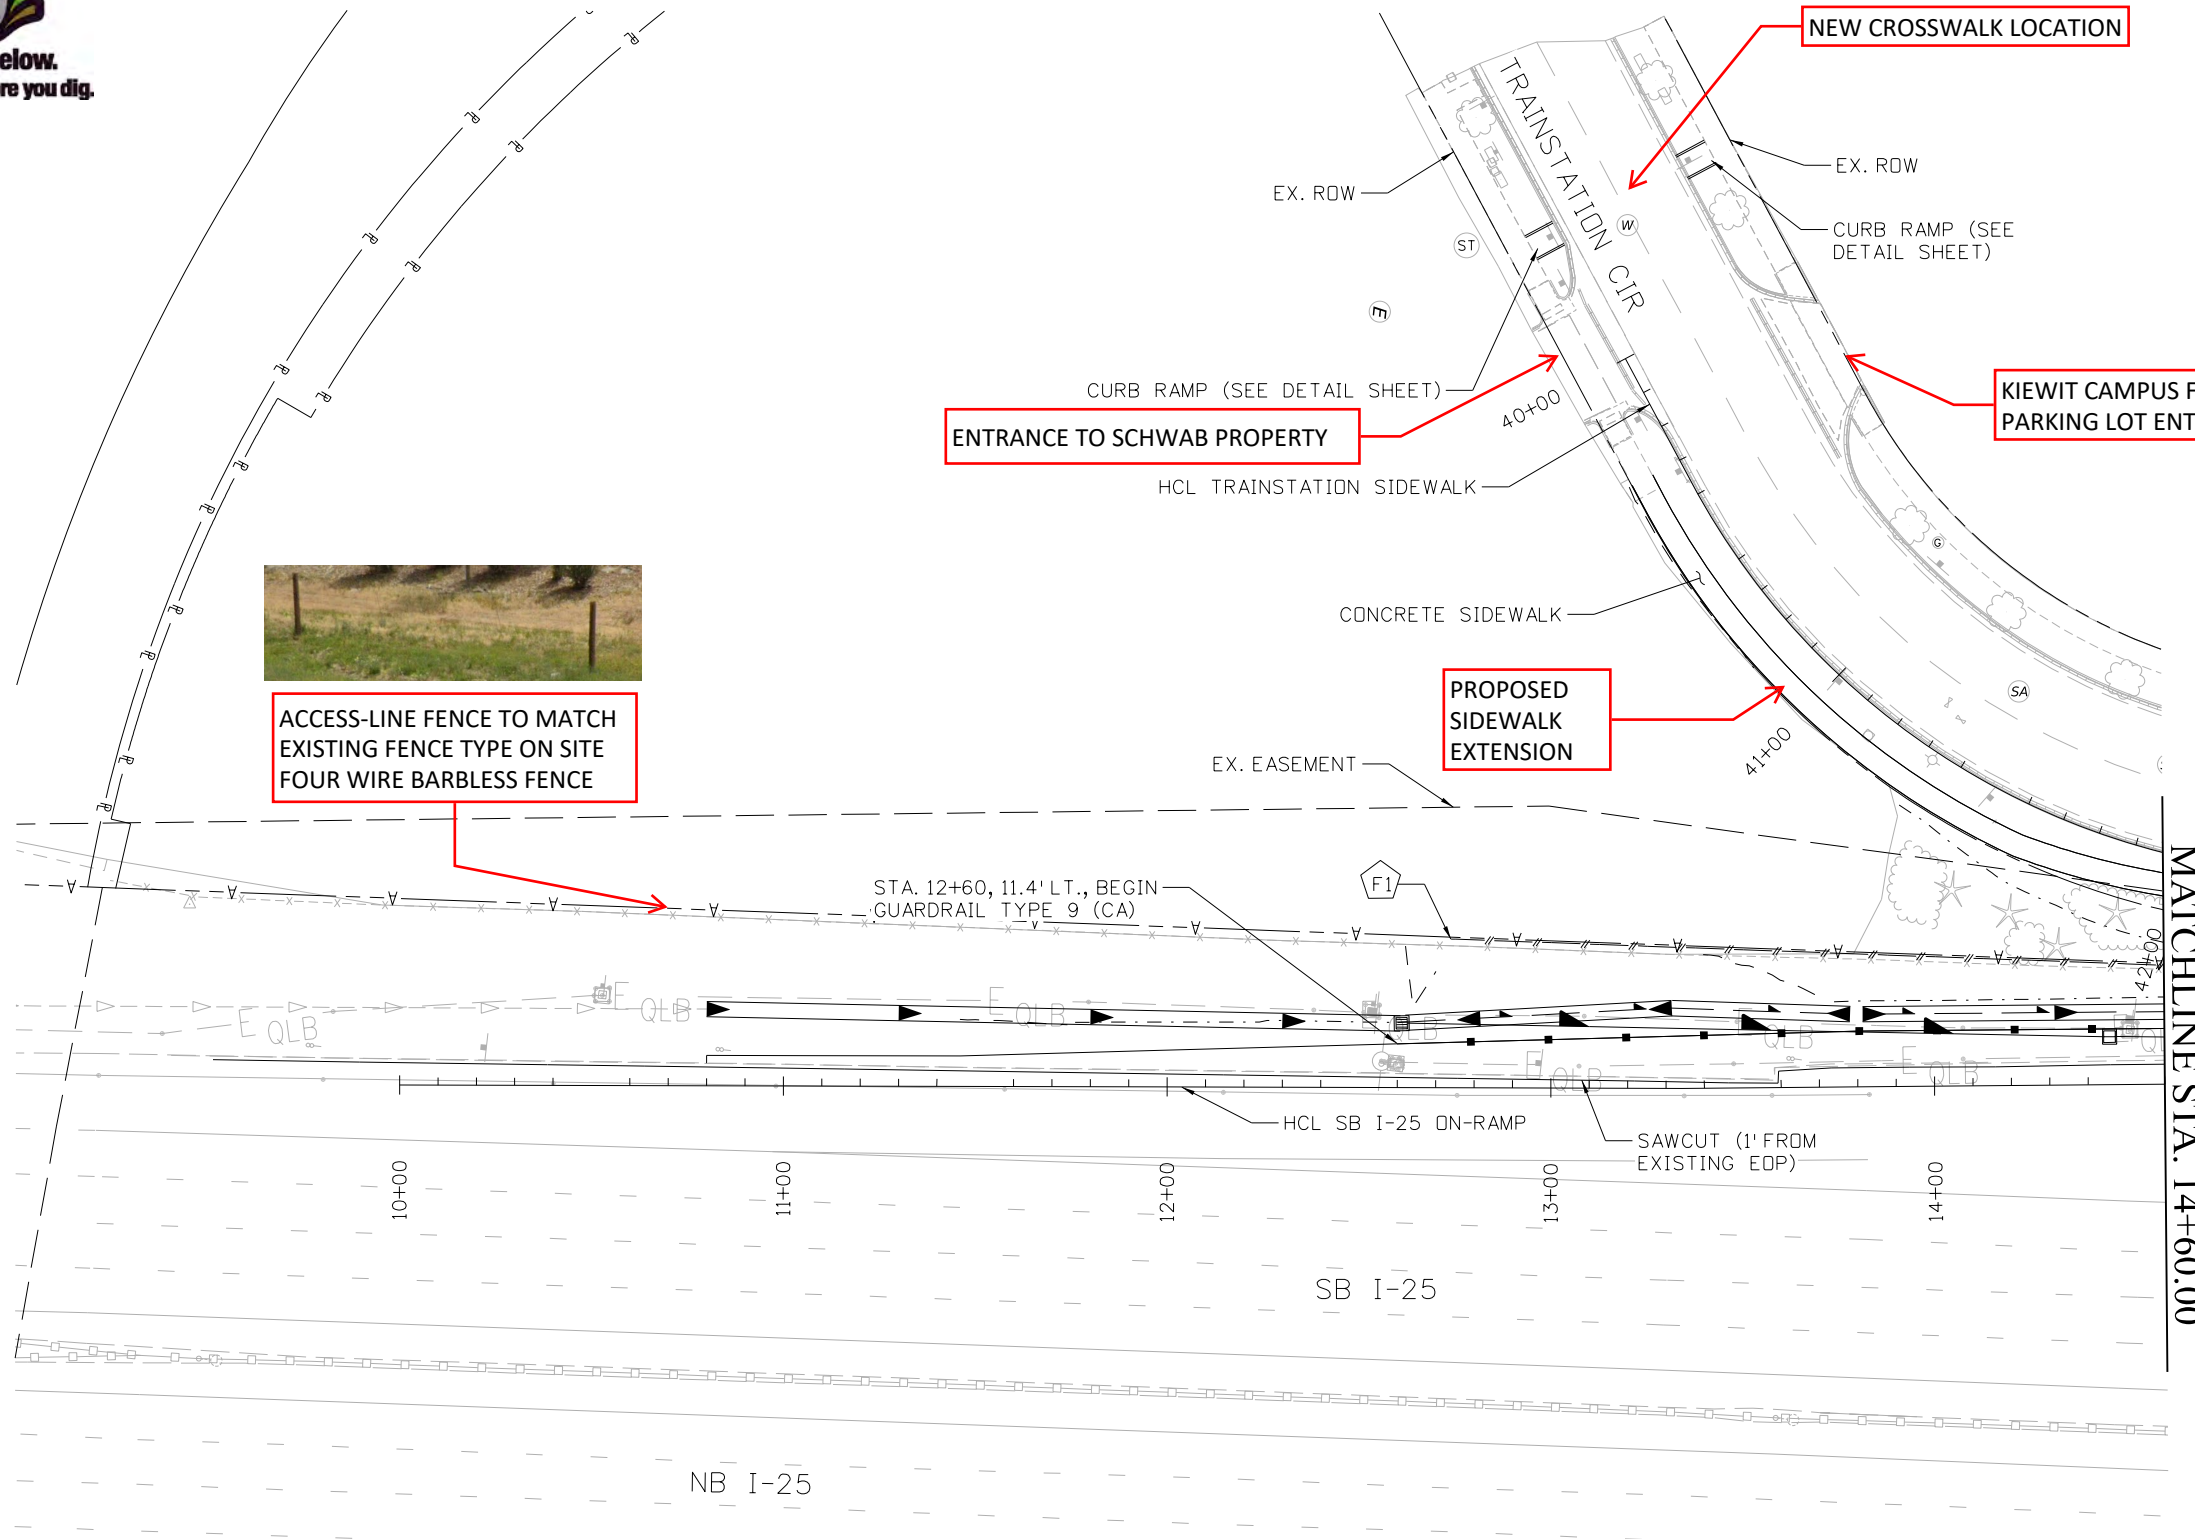 elow.
re you dig.
NEW CROSSWALK LOCATION
TRAINSTATION CIR
EX. ROW
EX. ROW
CURB RAMP (SEE
DETAIL SHEET)
W
ST
E
CURB RAMP (SEE DETAIL SHEET)
40+00
KIEWIT CAMPUS F
PARKING LOT ENT
ENTRANCE TO SCHWAB PROPERTY
HCL TRAINSTATION SIDEWALK
G
CONCRETE SIDEWALK
SA
PROPOSED
SIDEWALK
EXTENSION
41+00
ACCESS-LINE FENCE TO MATCH
EXISTING FENCE TYPE ON SITE
FOUR WIRE BARBLESS FENCE
EX. EASEMENT
STA. 12+60, 11.4' LT., BEGIN
GUARDRAIL TYPE 9 (CA)
F1
42+00
MATCHLINE STA. 14+60.00
E QLB
E QLB
E QLB
QLB
QLB
E QLB
E QLB
HCL SB I-25 ON-RAMP
SAWCUT (1' FROM
EXISTING EOP)
10+00
11+00
12+00
13+00
14+00
SB I-25
NB I-25